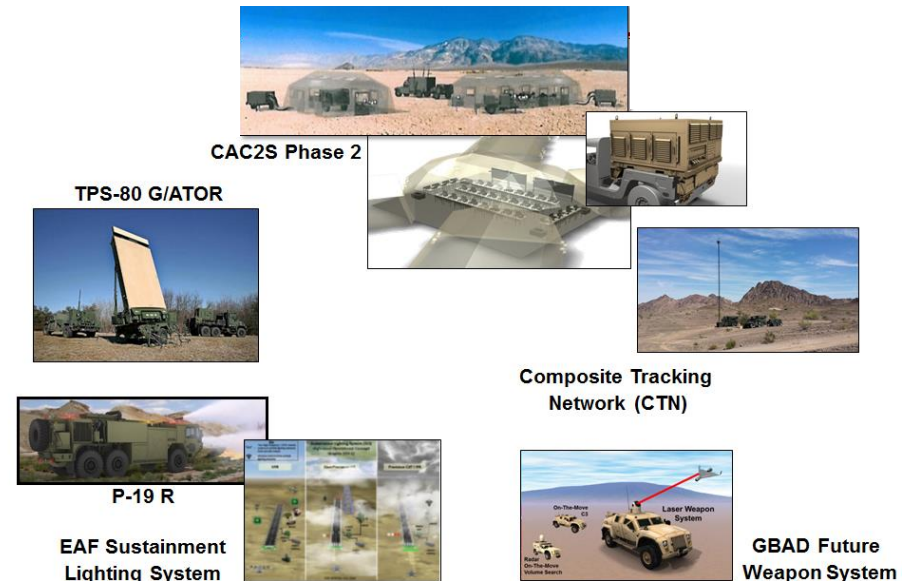 CAC2S Phase 2
TPS-80 G/ATOR
Composite Tracking
Network (CTN)
P-19 R
EAF Sustainment
Lighting System
On-The-Move
C2
Laser Weapon
System
Radar
On-The-Move
Volume Search
GBAD Future
Weapon System